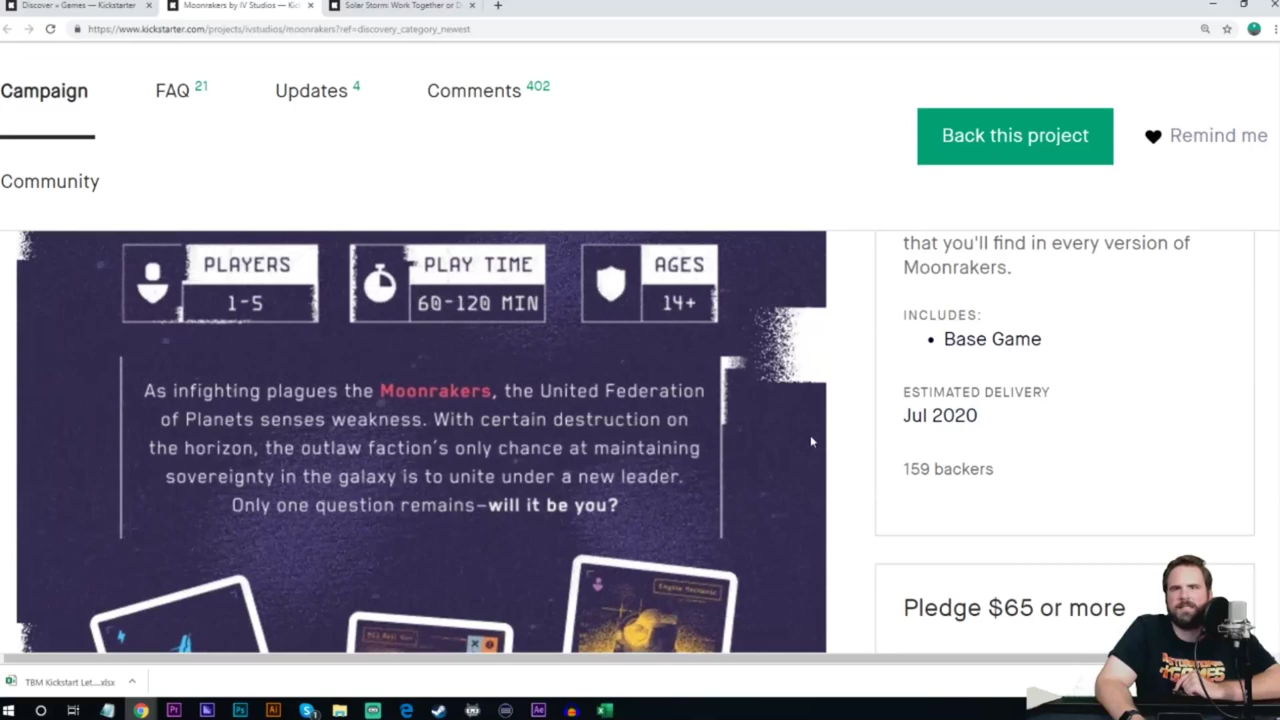 Discover » Games — Kickstarter
Moonrakers by IV Studios — Kic
Solar Storm: Work Together or D
https://www.kickstarter.com/projects/ivstudios/moonrakers?ref=discovery_category_newest
Campaign
FAQ 21
Updates 4
Comments 402
Back this project
Remind me
Community
PLAYERS
1-5
PLAY TIME
60-120 MIN
AGES
14+
As infighting plagues the Moonrakers, the United Federation
of Planets senses weakness. With certain destruction on
the horizon, the outlaw faction's only chance at maintaining
sovereignty in the galaxy is to unite under a new leader.
Only one question remains—will it be you?
that you'll find in every version of
Moonrakers.
INCLUDES:
• Base Game
ESTIMATED DELIVERY
Jul 2020
159 backers
Pledge $65 or more
Engine Mechanic
TBM Kickstart Let....xlsx
GAMES